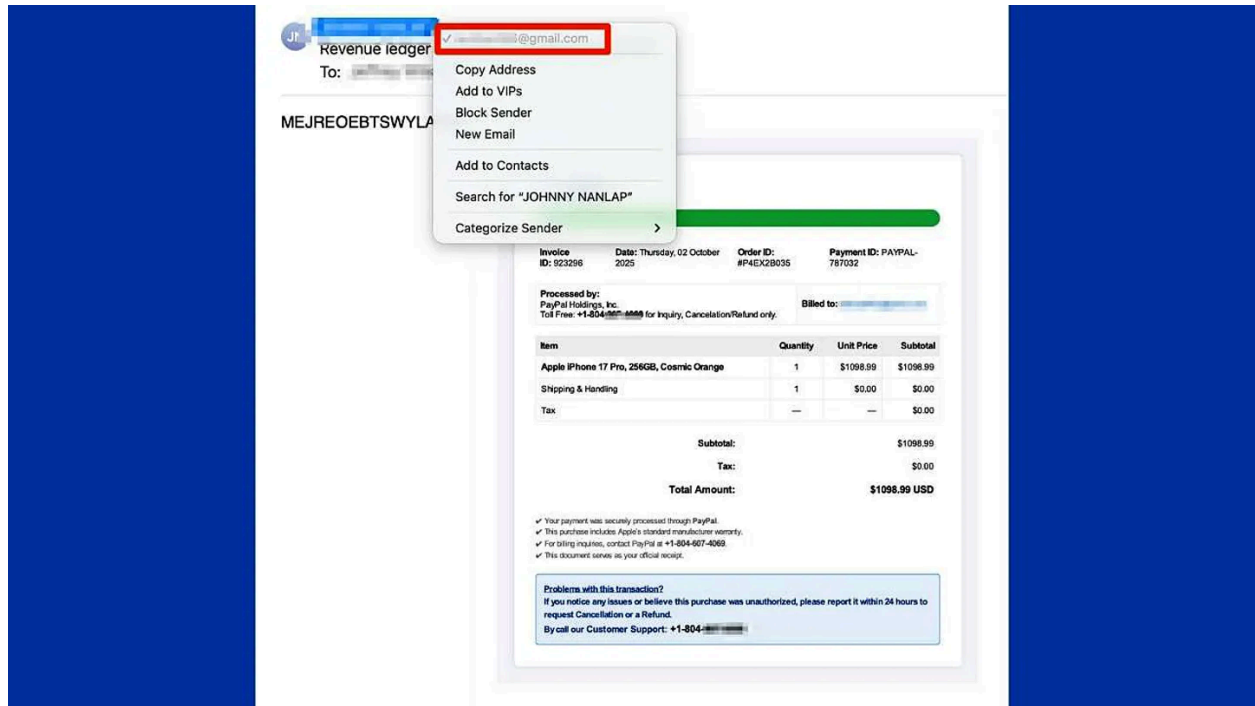 JN
@gmail.com
Revenue ledger
To:
Copy Address
Add to VIPs
Block Sender
New Email
Add to Contacts
Search for “JOHNNY NANLAP”
Categorize Sender
MEJREOEBTSWYLA
Invoice ID: 923296
Date: Thursday, 02 October 2025
Order ID: #P4EX2B035
Payment ID: PAYPAL-787032
Processed by:
PayPal Holdings, Inc.
Toll Free: +1-804 for Inquiry, Cancelation/Refund only.
Billed to:
Item Quantity Unit Price Subtotal
Apple iPhone 17 Pro, 256GB, Cosmic Orange 1 $1098.99 $1098.99
Shipping & Handling 1 $0.00 $0.00
Tax — — $0.00
Subtotal: $1098.99
Tax: $0.00
Total Amount: $1098.99 USD
✔ Your payment was securely processed through PayPal.
✔ This purchase includes Apple's standard manufacturer warranty.
✔ For billing inquiries, contact PayPal at +1-804-607-4069.
✔ This document serves as your official receipt.
Problems with this transaction?
If you notice any issues or believe this purchase was unauthorized, please report it within 24 hours to
request Cancellation or a Refund.
By call our Customer Support: +1-804-